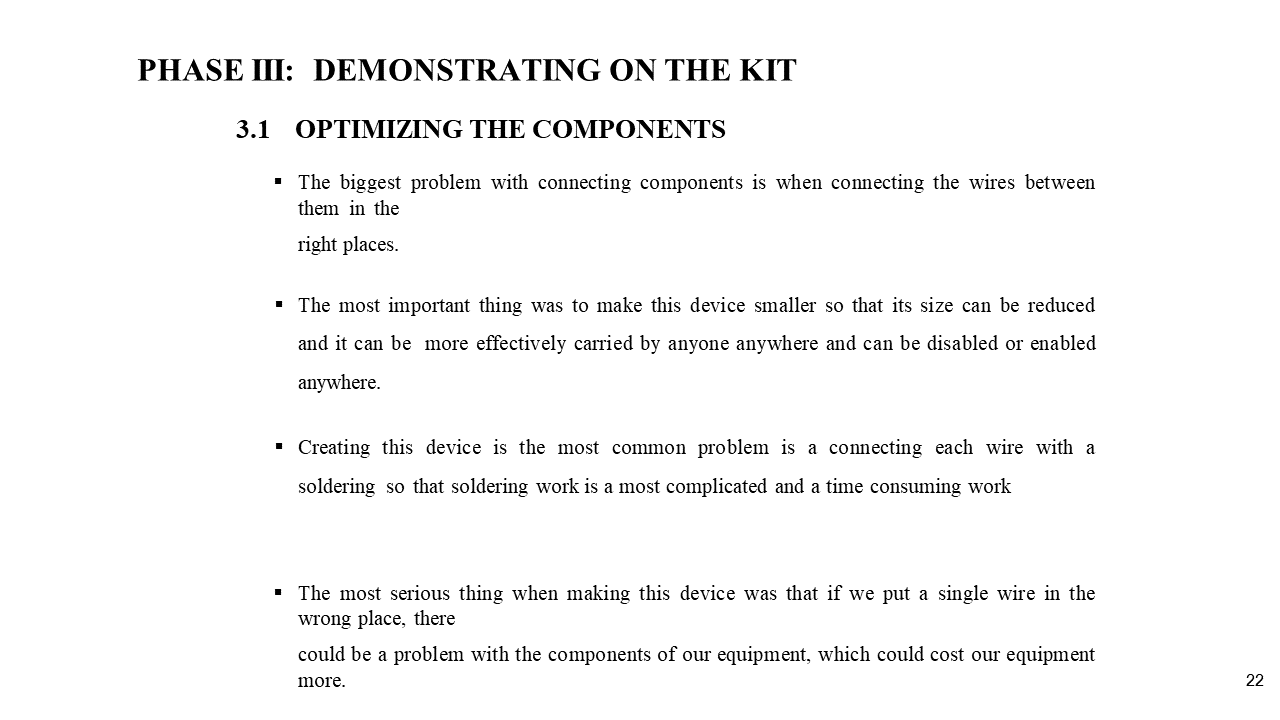 PHASE III: DEMONSTRATING ON THE KIT
3.1 OPTIMIZING THE COMPONENTS
▪ The biggest problem with connecting components is when connecting the wires between
them in the
right places.
▪ The most important thing was to make this device smaller so that its size can be reduced
and it can be more effectively carried by anyone anywhere and can be disabled or enabled
anywhere.
▪ Creating this device is the most common problem is a connecting each wire with a
soldering so that soldering work is a most complicated and a time consuming work
▪ The most serious thing when making this device was that if we put a single wire in the
wrong place, there
could be a problem with the components of our equipment, which could cost our equipment
more.
22